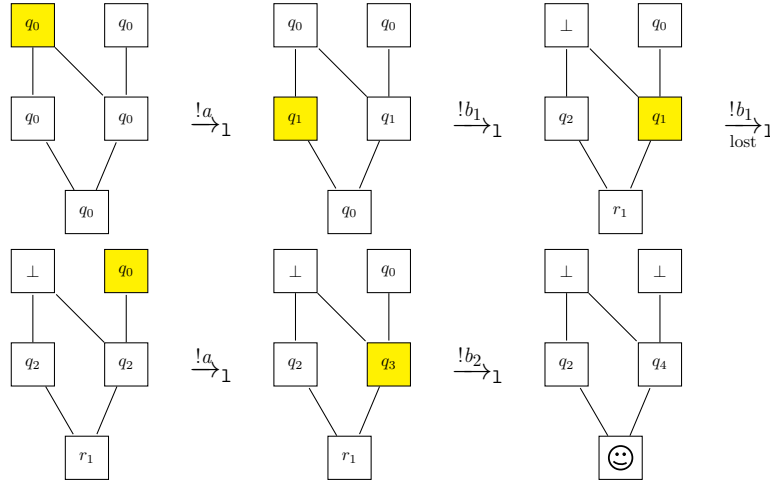 q₀ q₀ q₀ q₀ ⊥ q₀
q₀ q₀ !a →₁ q₁ q₁ !b₁ →₁ q₂ q₁ !b₁ →₁ lost
q₀ q₀ r₁
⊥ q₀ ⊥ q₀ ⊥ ⊥
q₂ q₂ !a →₁ q₂ q₃ !b₂ →₁ q₂ q₄
r₁ r₁ ☺